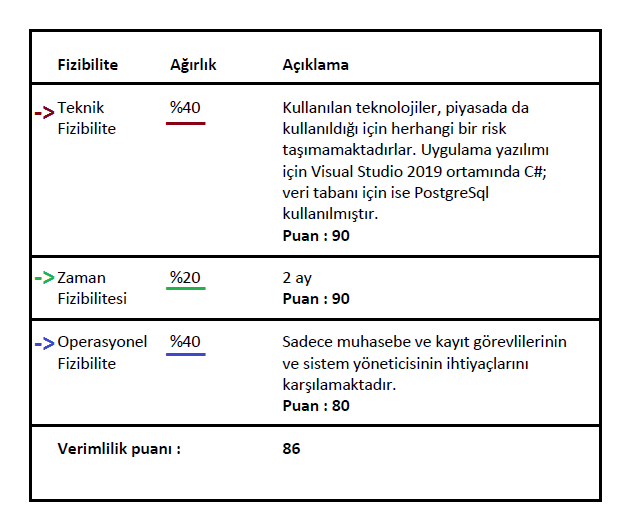 Fizibilite Ağırlık Açıklama
-> Teknik Fizibilite %40 Kullanılan teknolojiler, piyasada da
kullanıldığı için herhangi bir risk
taşımamaktadırlar. Uygulama yazılımı
için Visual Studio 2019 ortamında C#;
veri tabanı için ise PostgreSql
kullanılmıştır.
Puan : 90
-> Zaman Fizibilitesi %20 2 ay
Puan : 90
-> Operasyonel Fizibilite %40 Sadece muhasebe ve kayıt görevlilerinin
ve sistem yöneticisinin ihtiyaçlarını
karşılamaktadır.
Puan : 80
Verimlilik puanı : 86